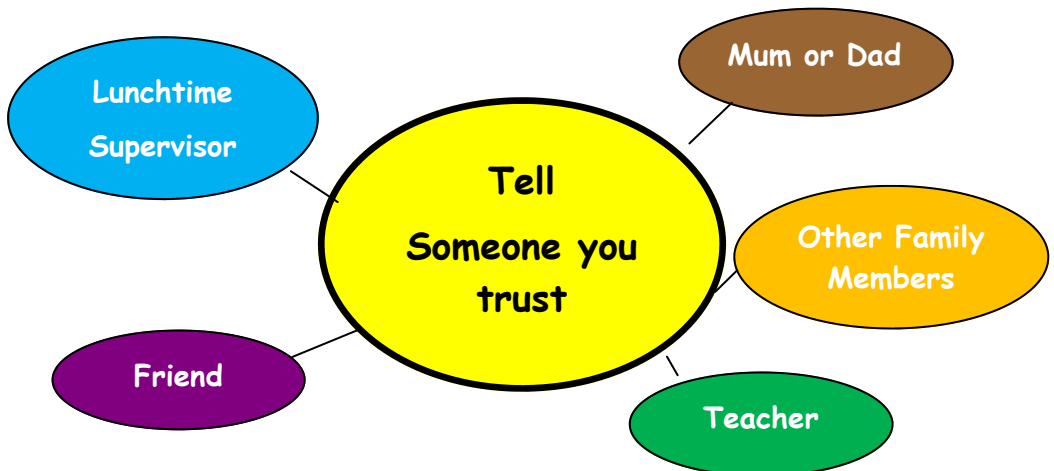 Lunchtime
Supervisor
Mum or Dad
Tell
Someone you
trust
Other Family
Members
Friend
Teacher